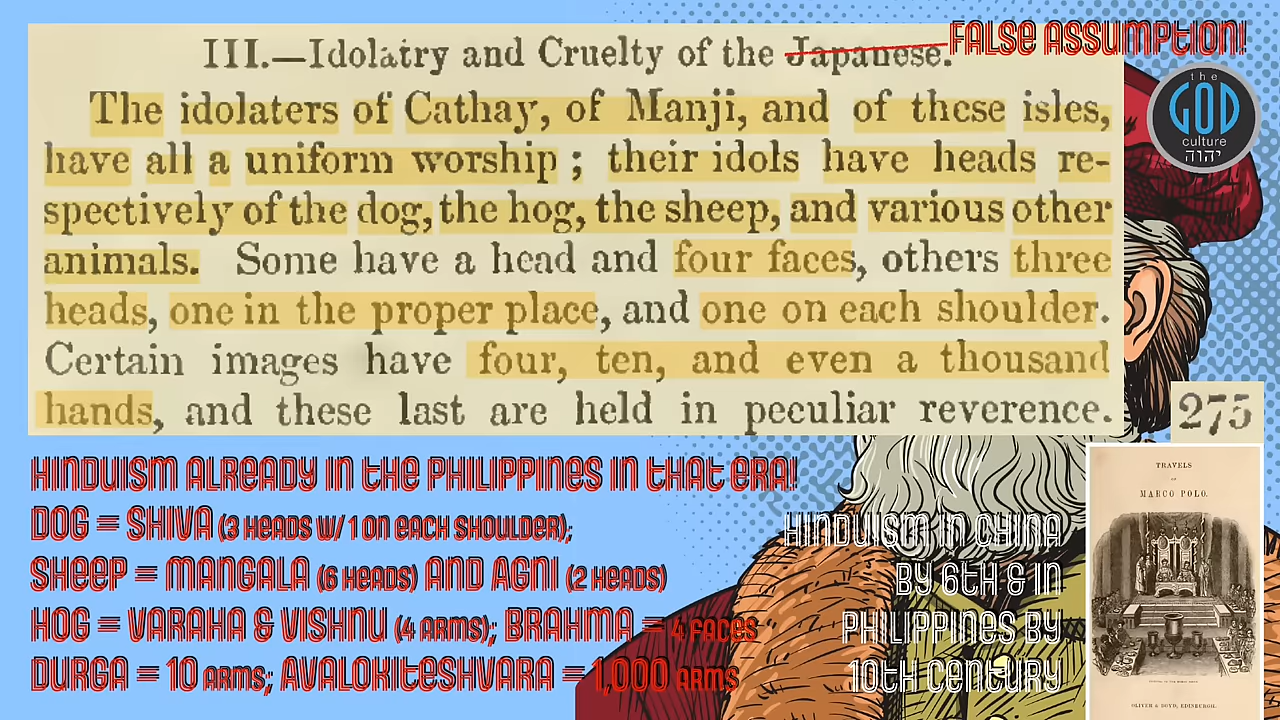 III.—Idolatry and Cruelty of the Japanese.
FALSE ASSUMPTION!
The idolaters of Cathay, of Manji, and of these isles,
have all a uniform worship ; their idols have heads re-
spectively of the dog, the hog, the sheep, and various other
animals. Some have a head and four faces, others three
heads, one in the proper place, and one on each shoulder.
Certain images have four, ten, and even a thousand
hands, and these last are held in peculiar reverence.
the
GOD
culture
יהוה
275
HINDUISM ALREADY IN THE PHILIPPINES IN THAT ERA!
DOG = SHIVA (3 HEADS W/ 1 ON EACH SHOULDER);
SHEEP = MANGALA (6 HEADS) AND AGNI (2 HEADS)
HOG = VARAHA & VISHNU (4 ARMS); BRAHMA = 4 FACES
DURGA = 10 ARMS; AVALOKITESHVARA = 1,000 ARMS
HINDUISM IN CHINA
BY 6TH & IN
PHILIPPINES BY
10TH CENTURY
TRAVELS
OF
MARCO POLO.
OLIVER & BOYD, EDINBURGH.